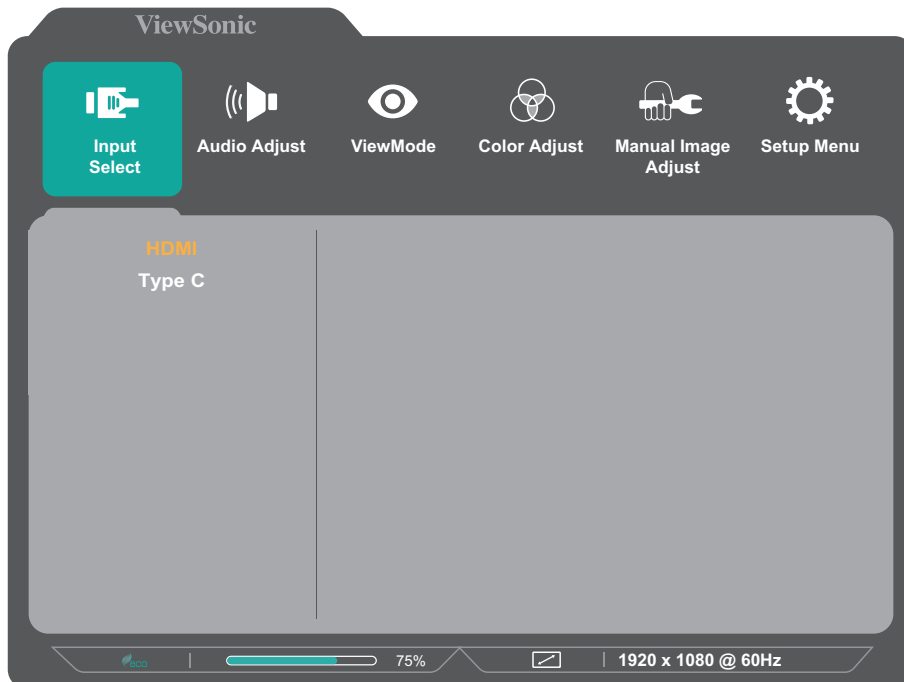 ViewSonic
Input
Select
Audio Adjust
ViewMode
Color Adjust
Manual Image
Adjust
Setup Menu
HDMI
Type C
eco
75%
1920 x 1080 @ 60Hz